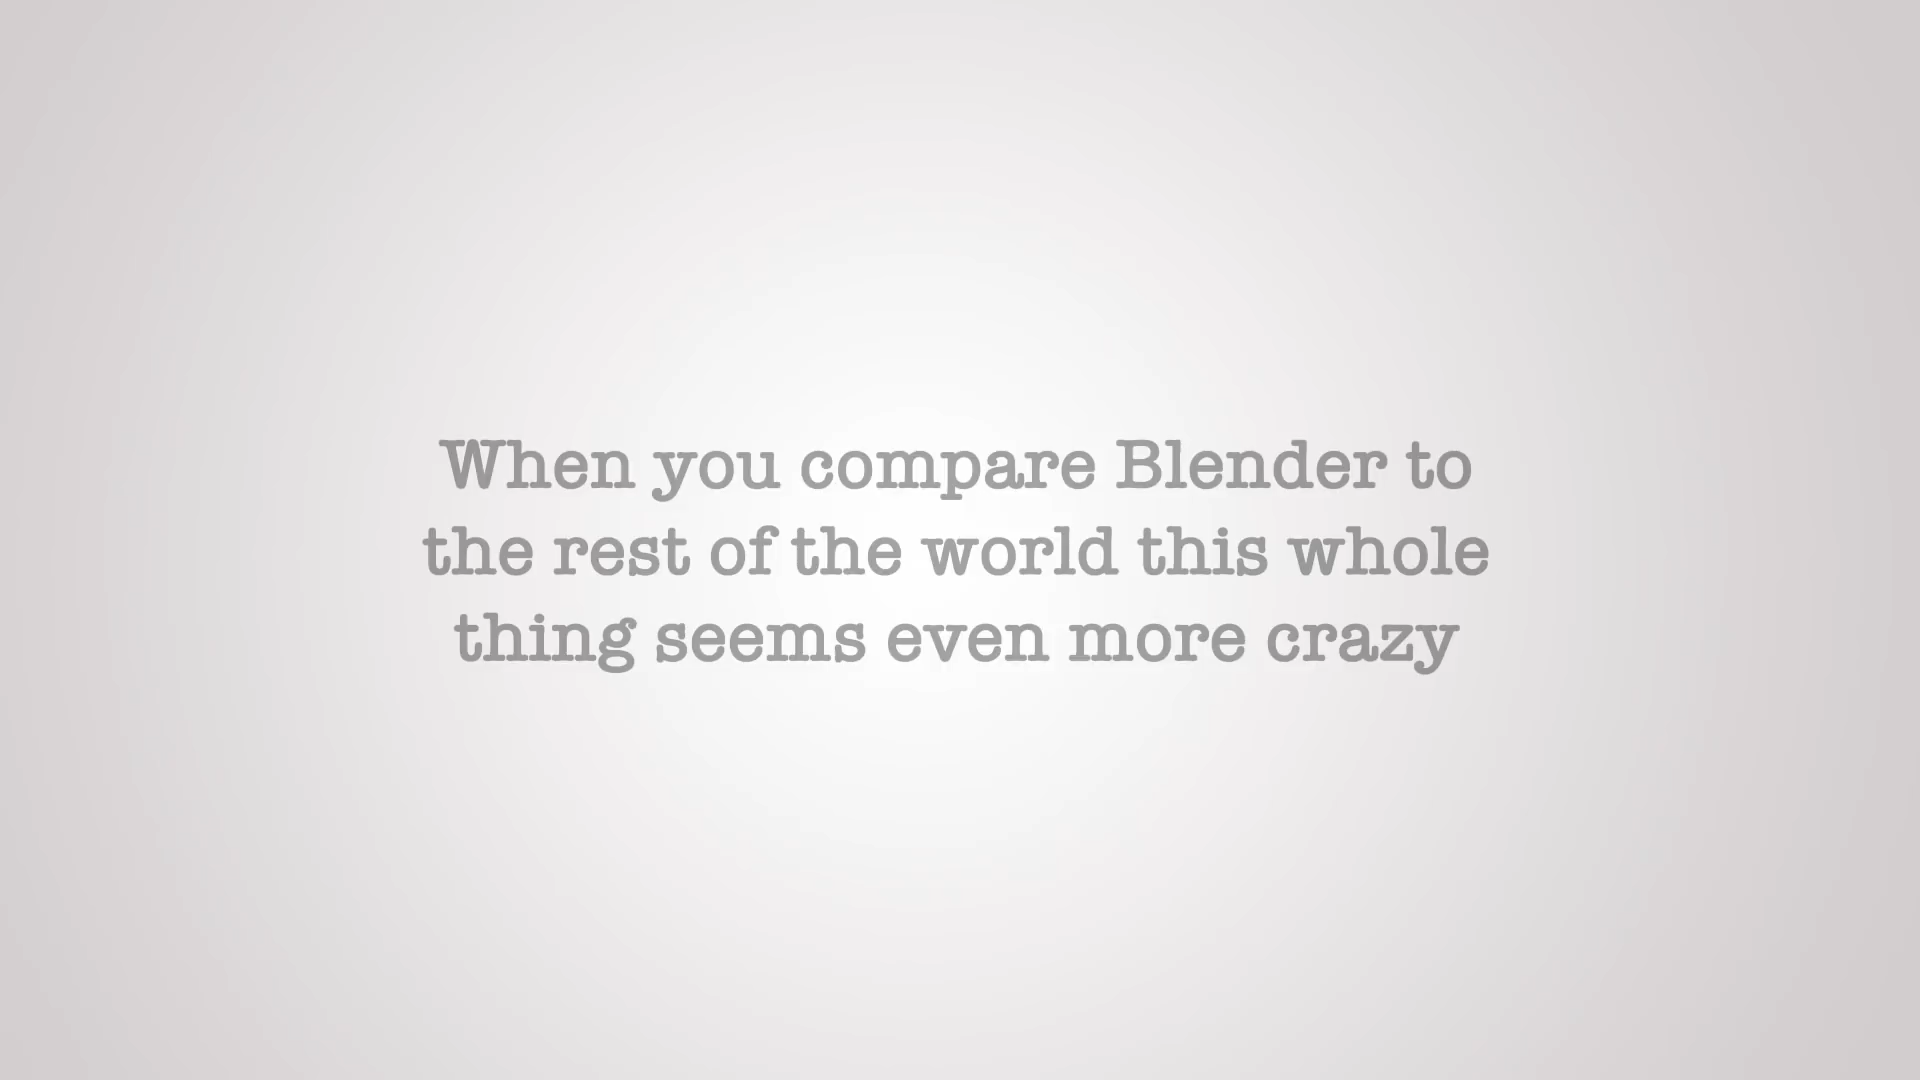 When you compare Blender to
the rest of the world this whole
thing seems even more crazy